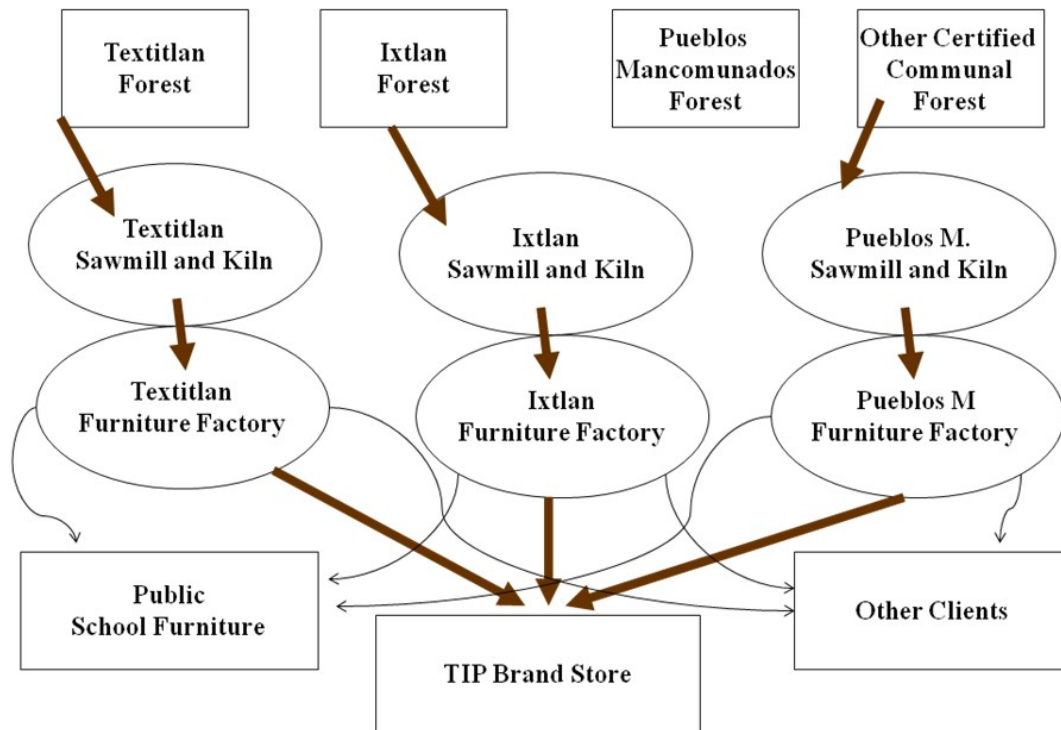 Textitlan
Forest
Ixtlan
Forest
Pueblos
Mancomunados
Forest
Other Certified
Communal
Forest
Textitlan
Sawmill and Kiln
Ixtlan
Sawmill and Kiln
Pueblos M.
Sawmill and Kiln
Textitlan
Furniture Factory
Ixtlan
Furniture Factory
Pueblos M
Furniture Factory
Public
School Furniture
TIP Brand Store
Other Clients